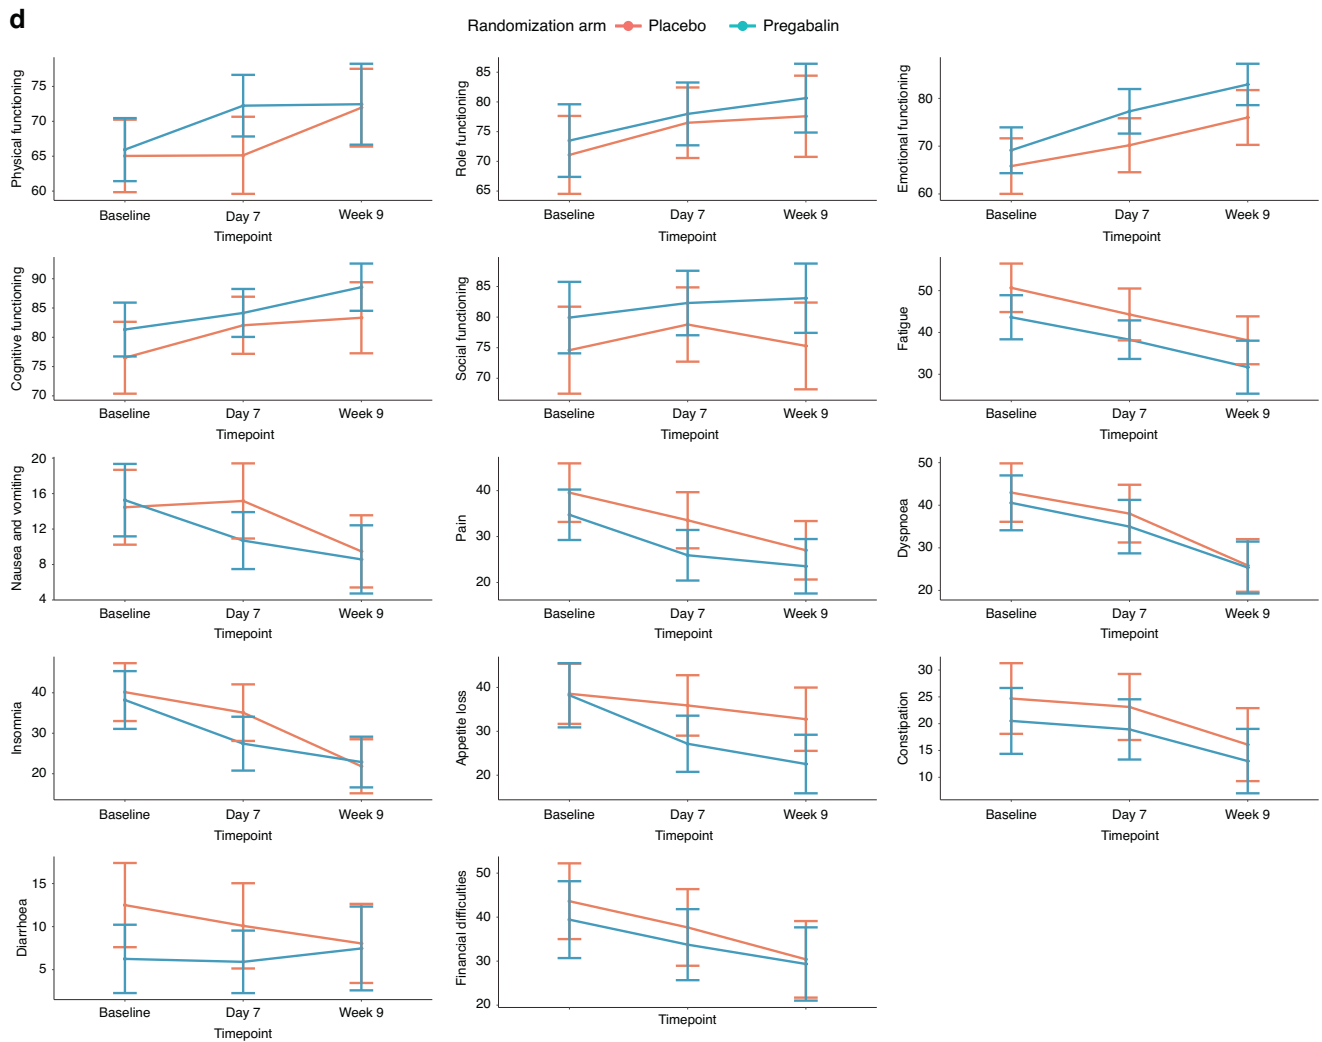 d
Randomization arm Placebo Pregabalin
Physical functioning
75
70
65
60
Baseline Day 7 Week 9
Timepoint
Role functioning
85
80
75
70
65
Baseline Day 7 Week 9
Timepoint
Emotional functioning
80
70
60
Baseline Day 7 Week 9
Timepoint
Cognitive functioning
90
85
80
75
70
Baseline Day 7 Week 9
Timepoint
Social functioning
85
80
75
70
Baseline Day 7 Week 9
Timepoint
Fatigue
50
40
30
Baseline Day 7 Week 9
Timepoint
Nausea and vomiting
20
16
12
8
4
Baseline Day 7 Week 9
Timepoint
Pain
40
30
20
Baseline Day 7 Week 9
Timepoint
Dyspnoea
50
40
30
20
Baseline Day 7 Week 9
Timepoint
Insomnia
40
30
20
Baseline Day 7 Week 9
Timepoint
Appetite loss
40
30
20
Baseline Day 7 Week 9
Timepoint
Constipation
30
25
20
15
10
Baseline Day 7 Week 9
Timepoint
Diarrhoea
15
10
5
Baseline Day 7 Week 9
Timepoint
Financial difficulties
50
40
30
20
Timepoint